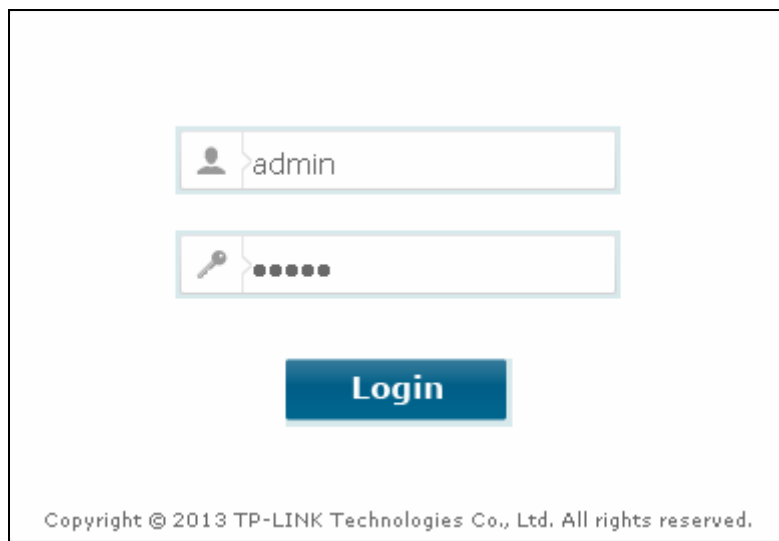 admin
●●●●●
Login
Copyright © 2013 TP-LINK Technologies Co., Ltd. All rights reserved.